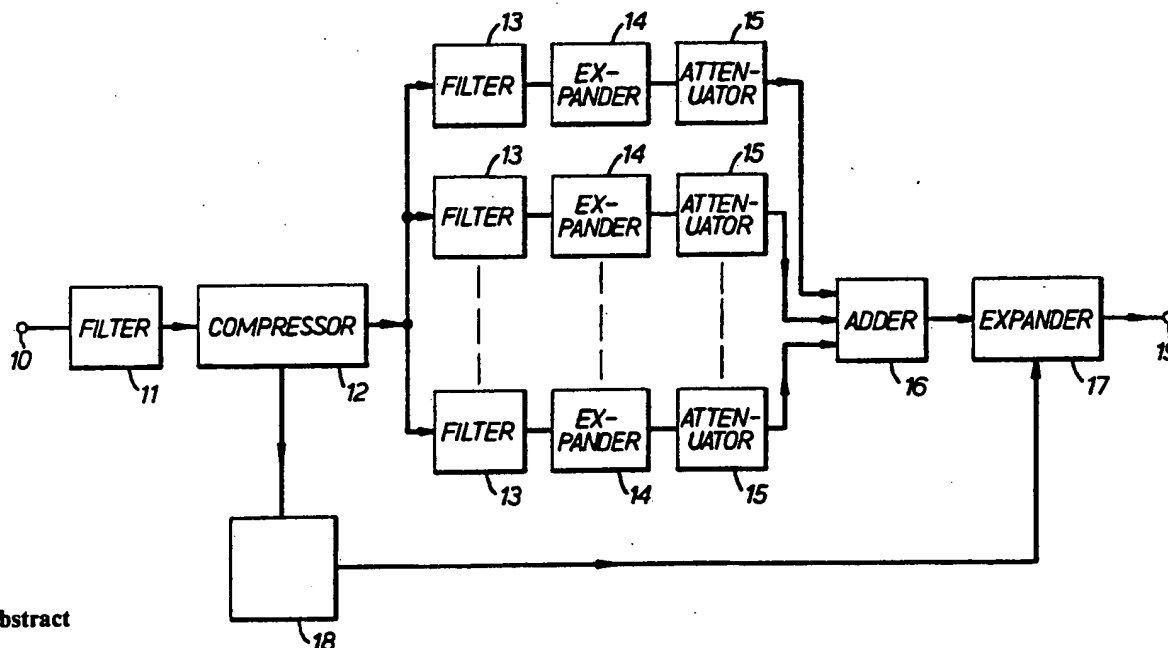 13 14 15
FILTER EX-PANDER ATTEN-UATOR
13 14 15
FILTER EX-PANDER ATTEN-UATOR
10 FILTER 11 COMPRESSOR 12 ADDER 16 EXPANDER 17
FILTER EX-PANDER ATTEN-UATOR
13 14 15
18
bstract